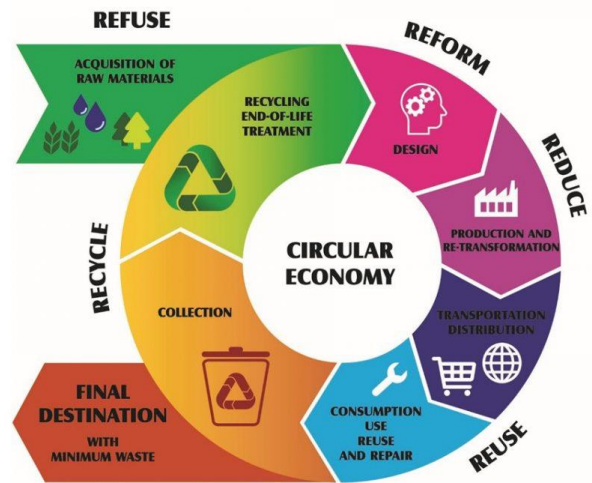 REFUSE
ACQUISITION OF
RAW MATERIALS
RECYCLING
END-OF-LIFE
TREATMENT
REFORM
DESIGN
REDUCE
PRODUCTION AND
RE-TRANSFORMATION
CIRCULAR
ECONOMY
TRANSPORTATION
DISTRIBUTION
REUSE
CONSUMPTION
USE
REUSE
AND REPAIR
RECYCLE
COLLECTION
FINAL
DESTINATION
WITH
MINIMUM WASTE